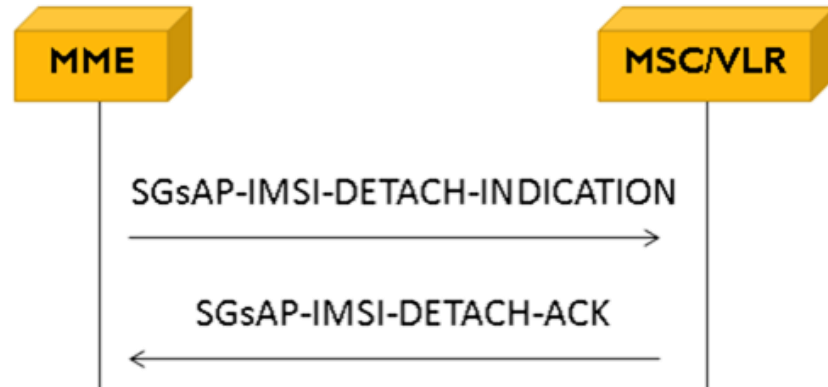 MME
MSC/VLR
SGsAP-IMSI-DETACH-INDICATION
SGsAP-IMSI-DETACH-ACK